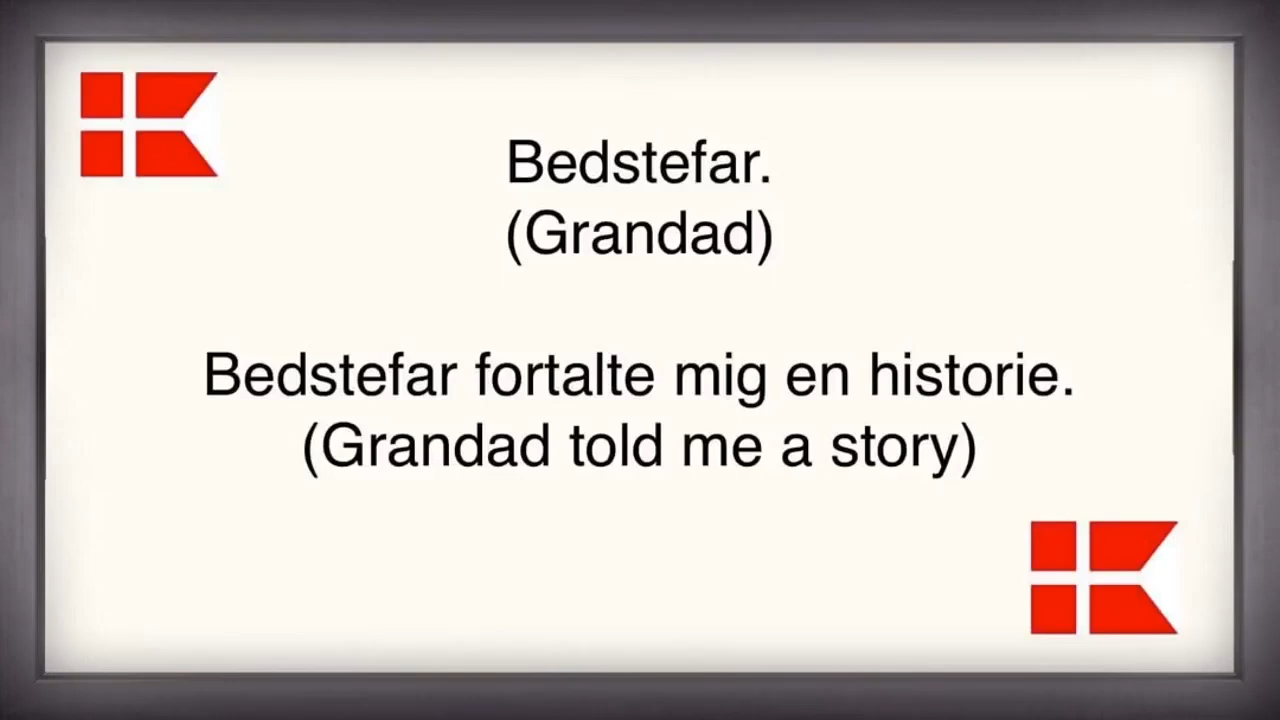 Bedstefar.
(Grandad)
Bedstefar fortalte mig en historie.
(Grandad told me a story)